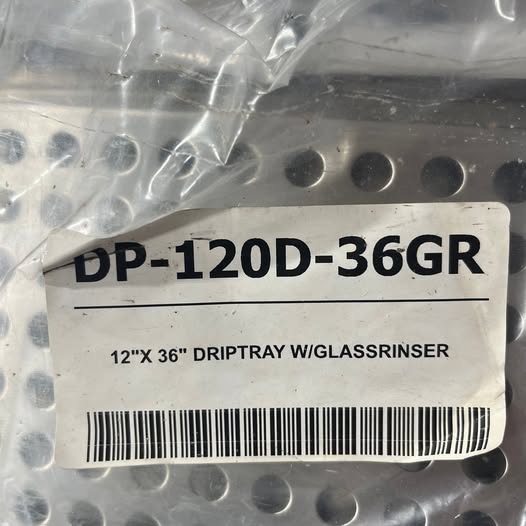 DP-120D-36GR
12"X 36" DRIPTRAY W/GLASSRINSER